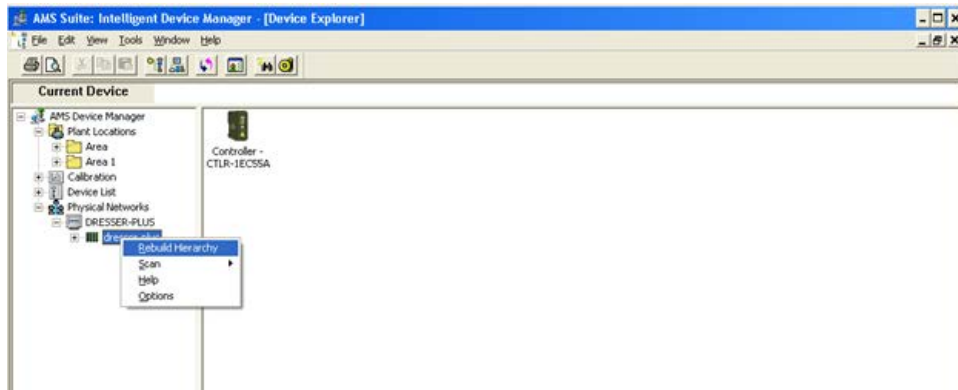 AMS Suite: Intelligent Device Manager - [Device Explorer]
File Edit View Tools Window Help
Current Device
AMS Device Manager
Plant Locations
Area
Area 1
Calibration
Device List
Physical Networks
DRESSER-PLUS
dresser-plus
Rebuild Hierarchy
Scan
Help
Options
Controller -
CTLR-1EC55A